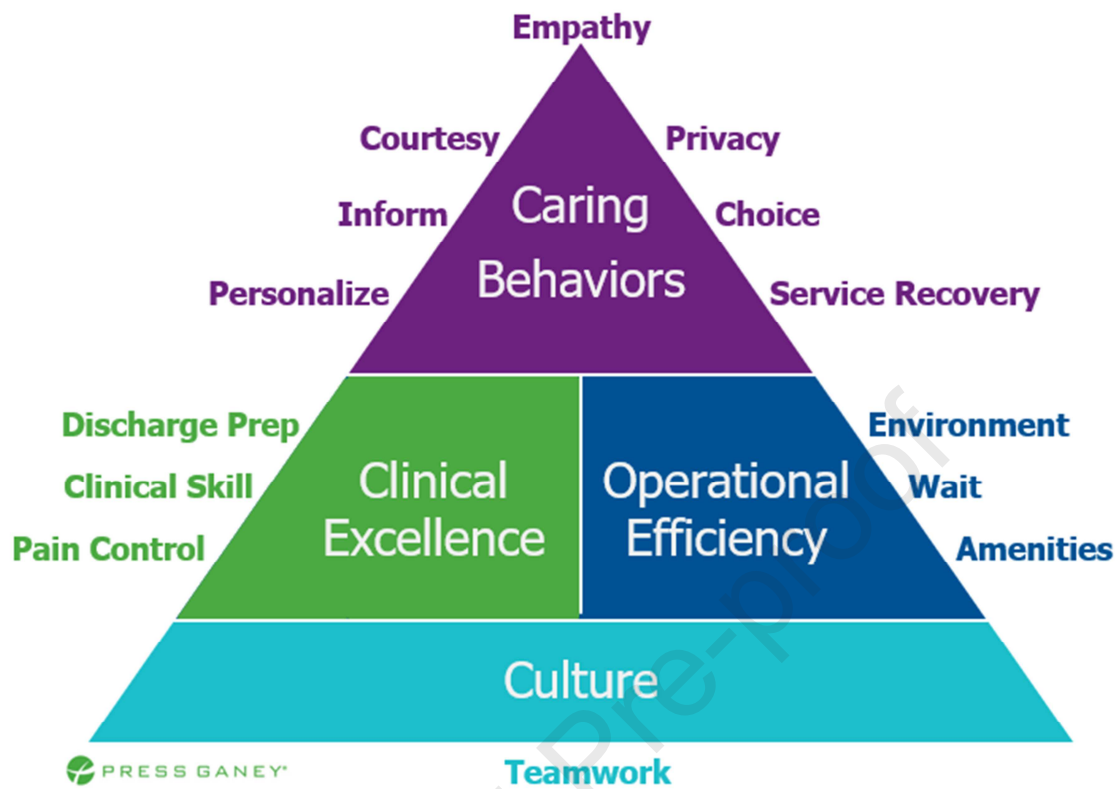 Empathy
Courtesy
Privacy
Inform
Choice
Personalize
Service Recovery
Caring
Behaviors
Discharge Prep
Clinical Skill
Pain Control
Clinical
Excellence
Operational
Efficiency
Environment
Wait
Amenities
Culture
Teamwork
PRESS GANEY®
Pre-proof